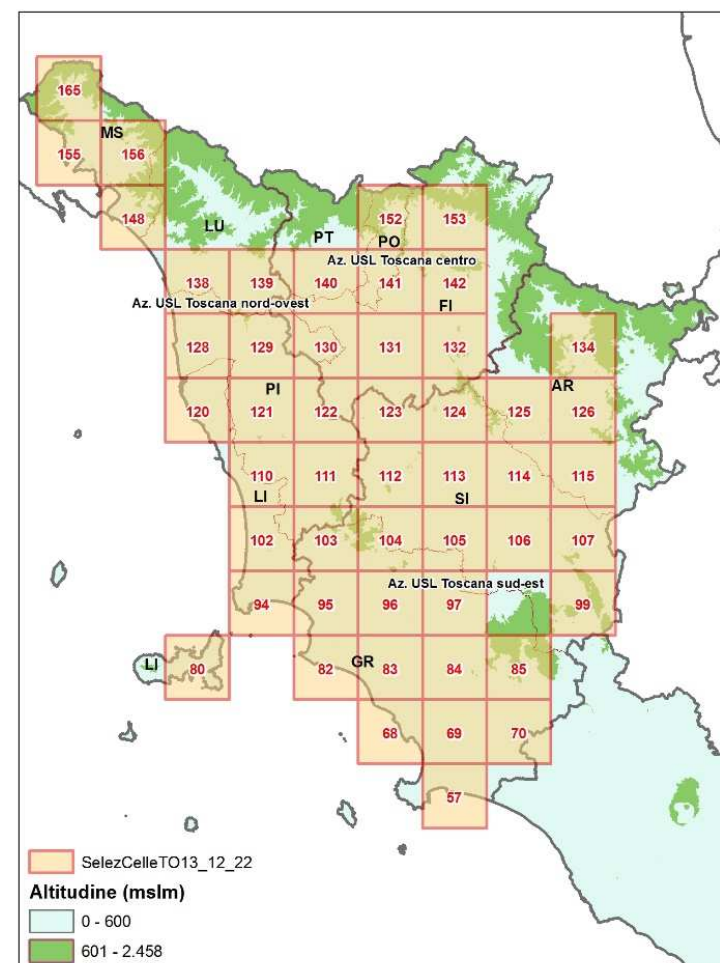 165
MS
155 156
148 LU 152 153
PT PO
Az. USL Toscana centro
138 139 140 141 142
Az. USL Toscana nord-ovest FI
128 129 130 131 132 134
PI AR
120 121 122 123 124 125 126
110 111 112 113 114 115
LI SI
102 103 104 105 106 107
Az. USL Toscana sud-est
94 95 96 97 99
LI GR
80 82 83 84 85
68 69 70
57
SelezCelleTO13_12_22
Altitudine (mslm)
0 - 600
601 - 2.458